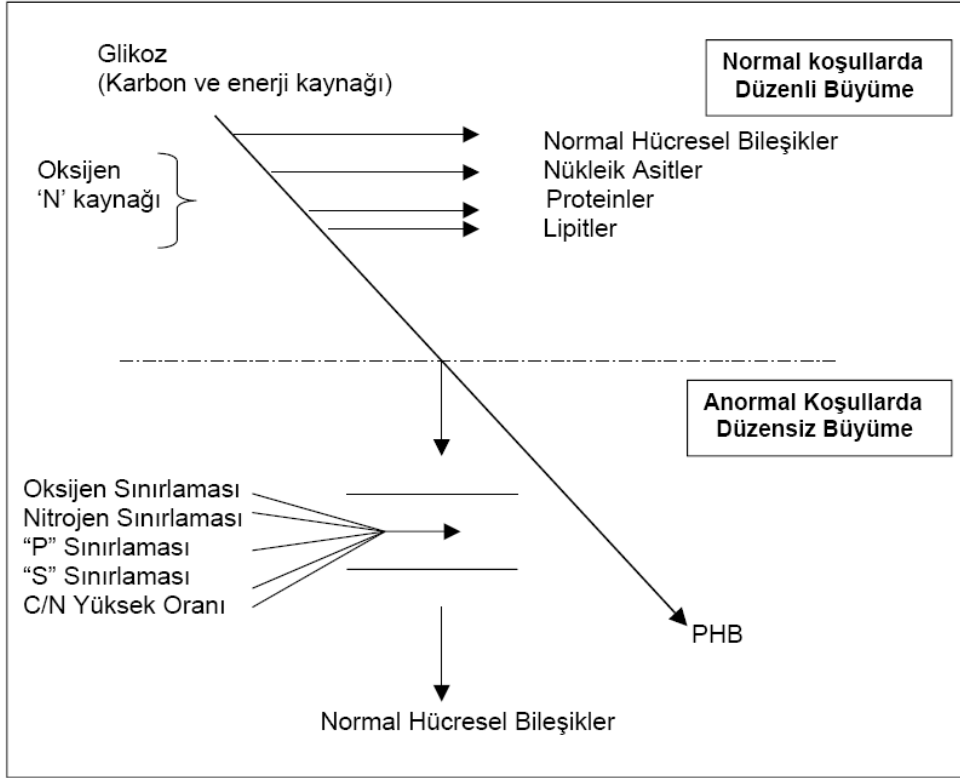 Glikoz
(Karbon ve enerji kaynağı)
Normal koşullarda
Düzenli Büyüme
Oksijen
‘N’ kaynağı
Normal Hücresel Bileşikler
Nükleik Asitler
Proteinler
Lipitler
Anormal Koşullarda
Düzensiz Büyüme
Oksijen Sınırlaması
Nitrojen Sınırlaması
“P” Sınırlaması
“S” Sınırlaması
C/N Yüksek Oranı
PHB
Normal Hücresel Bileşikler